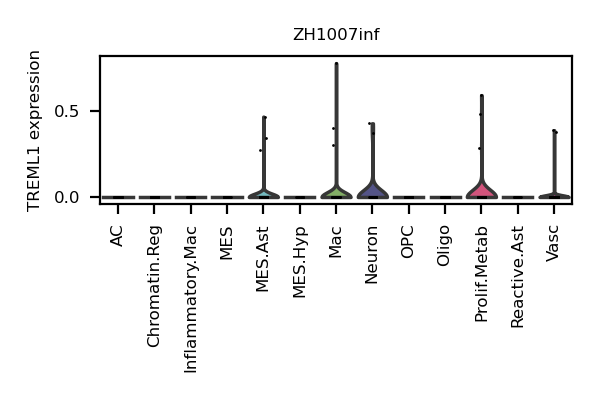 ZH1007inf
TREML1 expression
0.5
0.0
AC
Chromatin.Reg
Inflammatory.Mac
MES
MES.Ast
MES.Hyp
Mac
Neuron
OPC
Oligo
Prolif.Metab
Reactive.Ast
Vasc